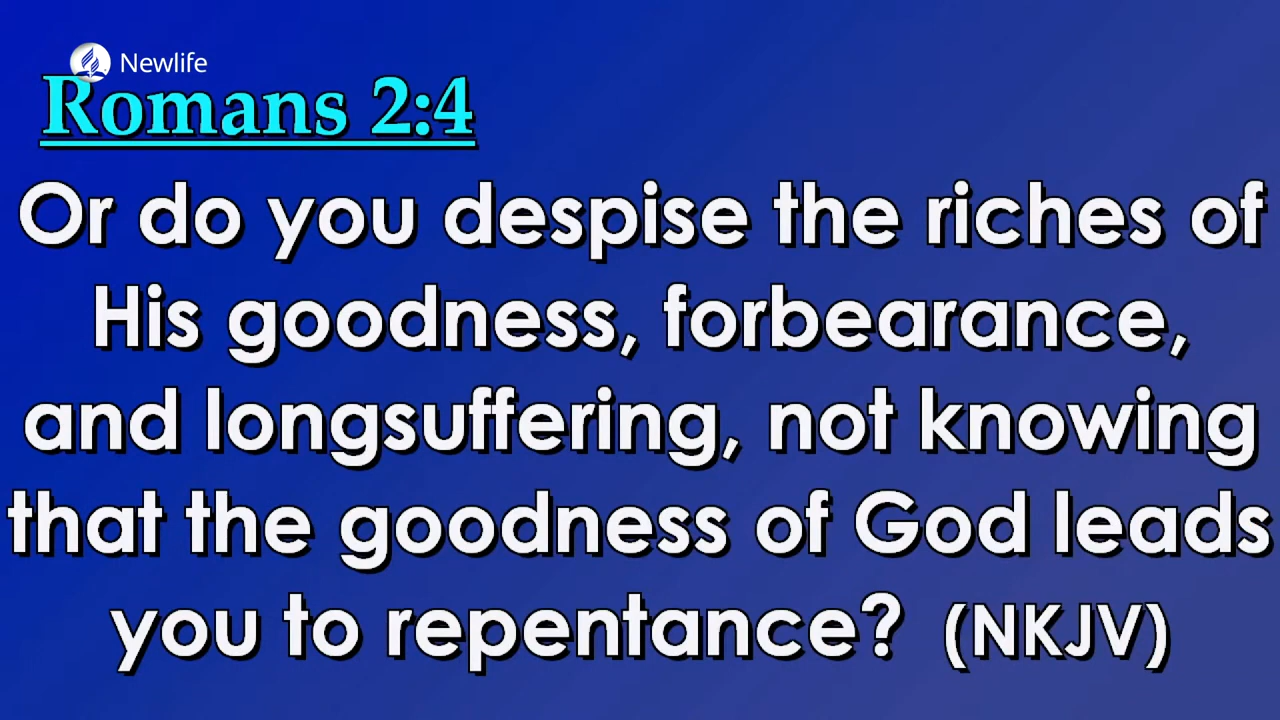 Newlife
Romans 2:4
Or do you despise the riches of
His goodness, forbearance,
and longsuffering, not knowing
that the goodness of God leads
you to repentance? (NKJV)